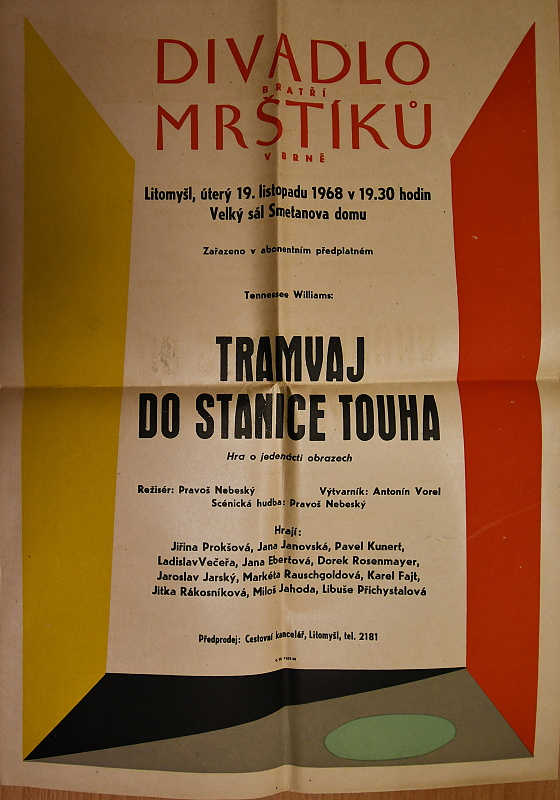 DIVADLO
BRATŘÍ
MRŠTÍKŮ
V BRNĚ
Litomyšl, úterý 19. listopadu 1968 v 19.30 hodin
Velký sál Smetanova domu
Zařazeno v abonentním předplatném
Tennessee Williams:
TRAMVAJ
DO STANICE TOUHA
Hra o jedenácti obrazech
Režisér: Pravoš Nebeský Výtvarník: Antonín Vorel
Scénická hudba: Pravoš Nebeský
Hrají:
Jiřina Prokšová, Jana Janovská, Pavel Kunert,
Ladislav Večeřa, Jana Ebertová, Dorek Rosenmayer,
Jaroslav Jarský, Markéta Rauschgoldová, Karel Fajt,
Jitka Rákosníková, Miloš Jahoda, Libuše Přichystalová
Předprodej: Cestovní kancelář, Litomyšl, tel. 2181